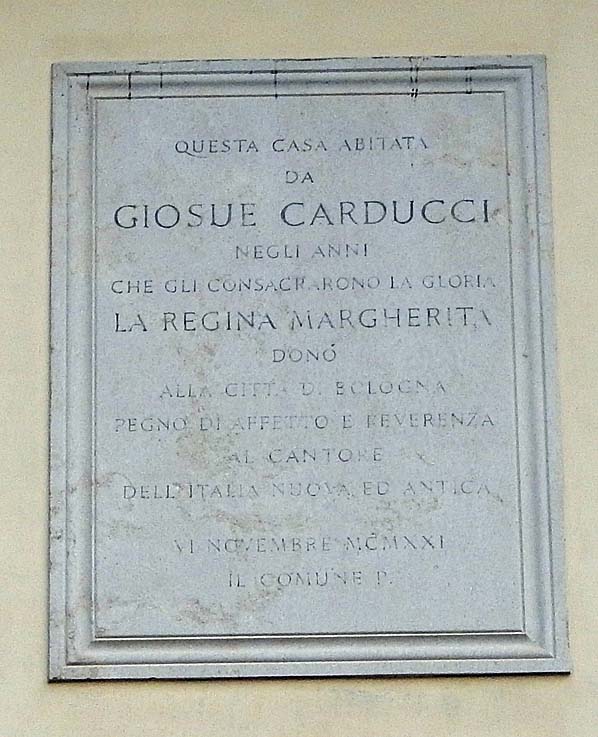 QUESTA CASA ABITATA
DA
GIOSUE CARDUCCI
NEGLI ANNI
CHE GLI CONSACRARONO LA GLORIA
LA REGINA MARGHERITA
DONÓ
ALLA CITTÀ DI BOLOGNA
PEGNO DI AFFETTO E REVERENZA
AL CANTORE
DELL'ITALIA NUOVA ED ANTICA
VI NOVEMBRE MCMXXI
IL COMUNE P.